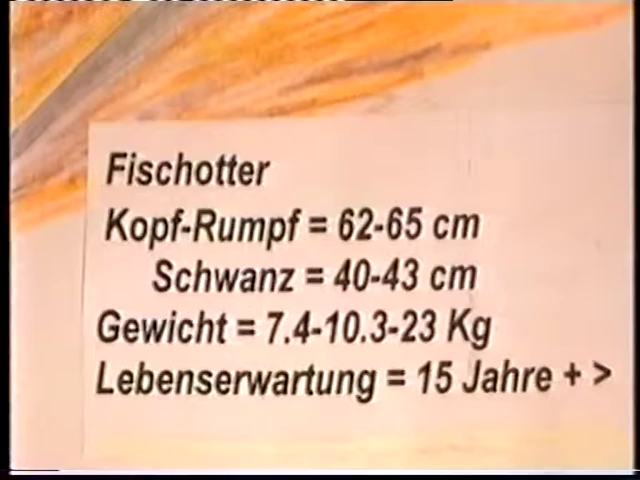 Fischotter
Kopf-Rumpf = 62-65 cm
Schwanz = 40-43 cm
Gewicht = 7.4-10.3-23 Kg
Lebenserwartung = 15 Jahre + >